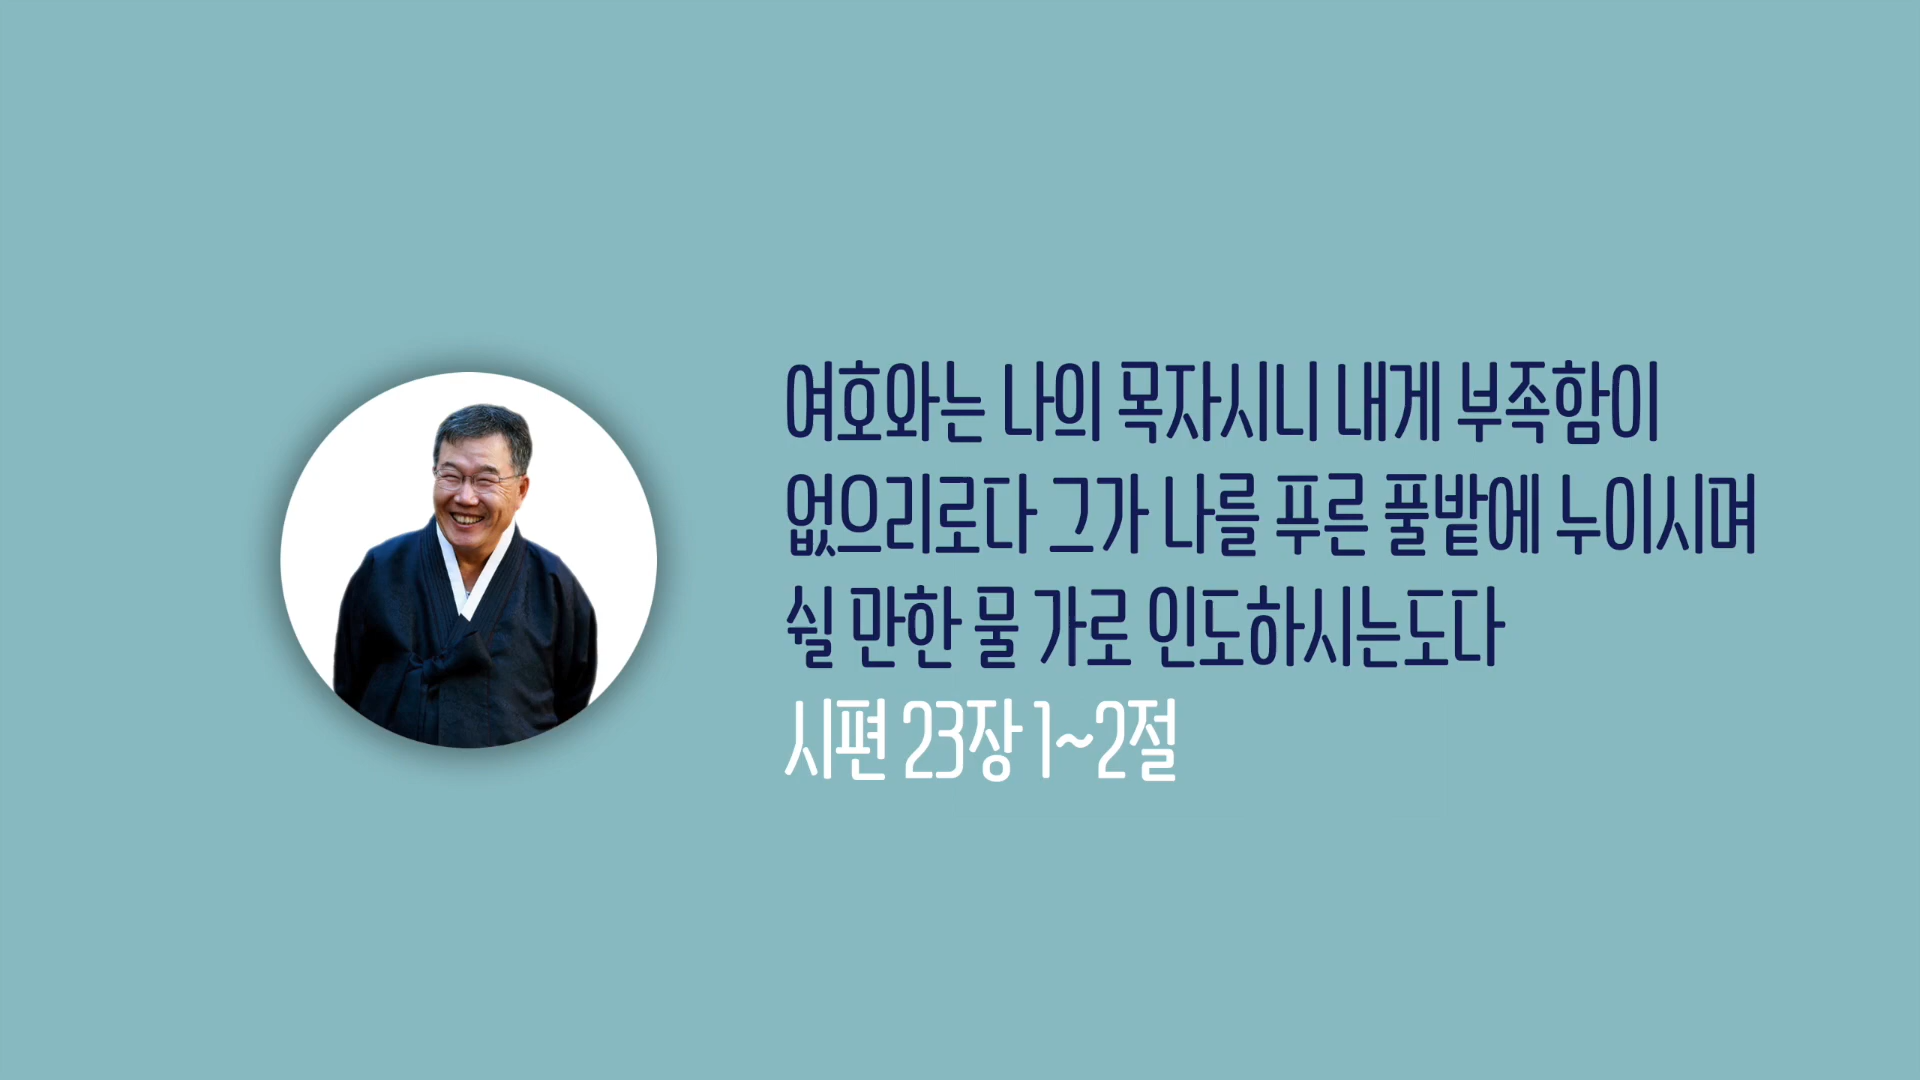 여호와는 나의 목자시니 내게 부족함이
없으리로다 그가 나를 푸른 풀밭에 누이시며
쉴 만한 물 가로 인도하시는도다
시편 23장 1~2절